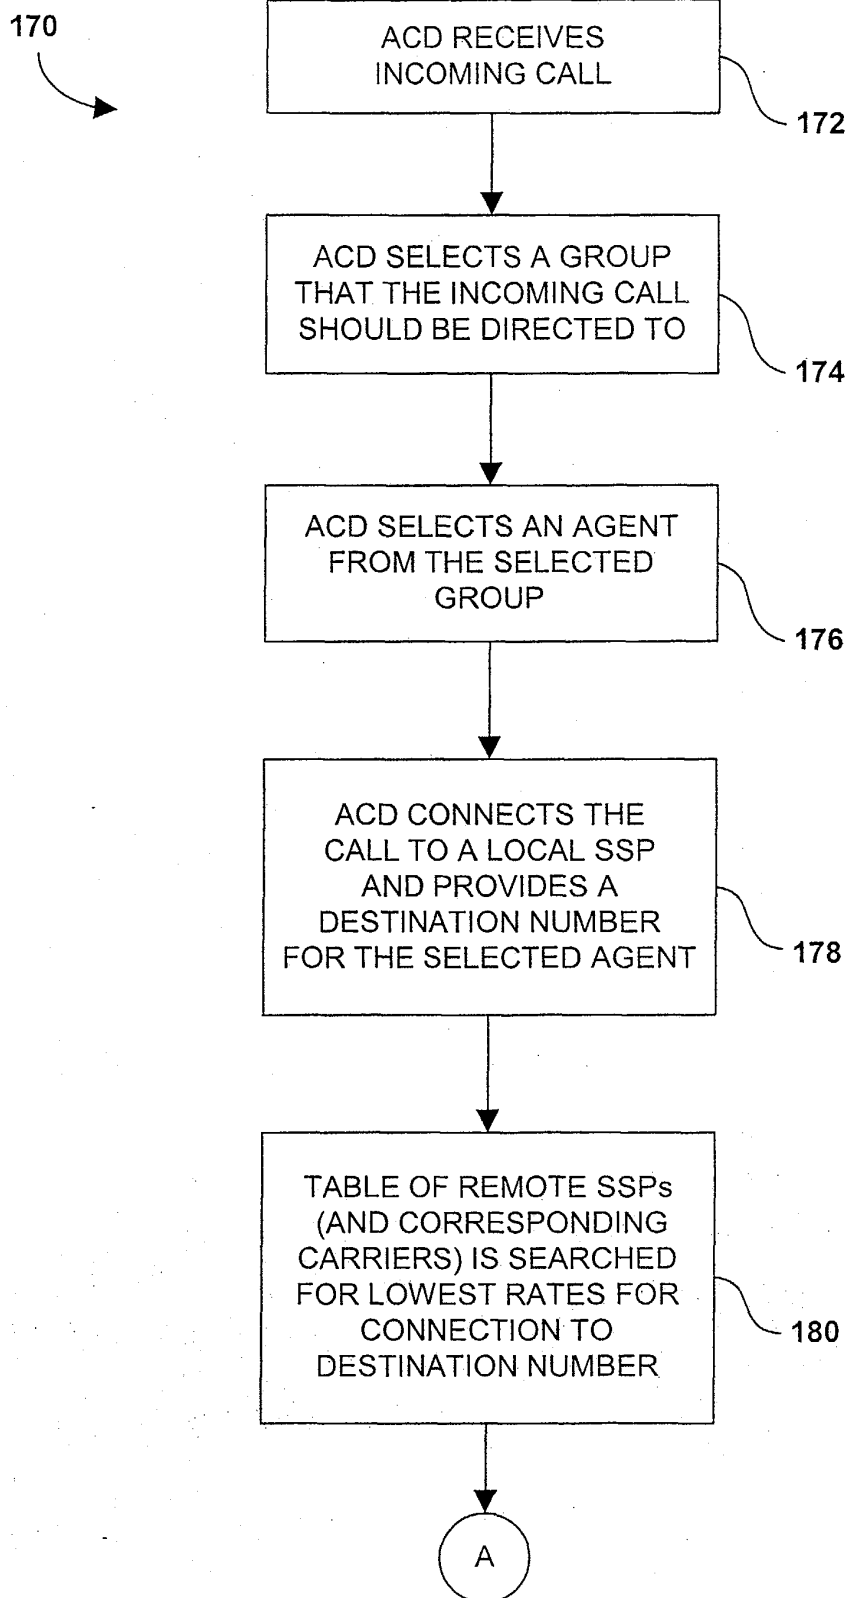 170
ACD RECEIVES
INCOMING CALL
172
ACD SELECTS A GROUP
THAT THE INCOMING CALL
SHOULD BE DIRECTED TO
174
ACD SELECTS AN AGENT
FROM THE SELECTED
GROUP
176
ACD CONNECTS THE
CALL TO A LOCAL SSP
AND PROVIDES A
DESTINATION NUMBER
FOR THE SELECTED AGENT
178
TABLE OF REMOTE SSPs
(AND CORRESPONDING
CARRIERS) IS SEARCHED
FOR LOWEST RATES FOR
CONNECTION TO
DESTINATION NUMBER
180
A